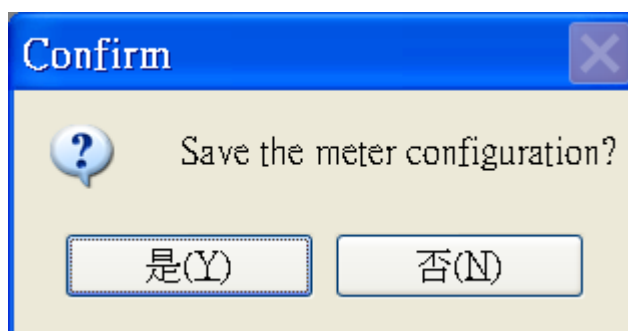 Confirm
Save the meter configuration?
是(Y)
否(N)